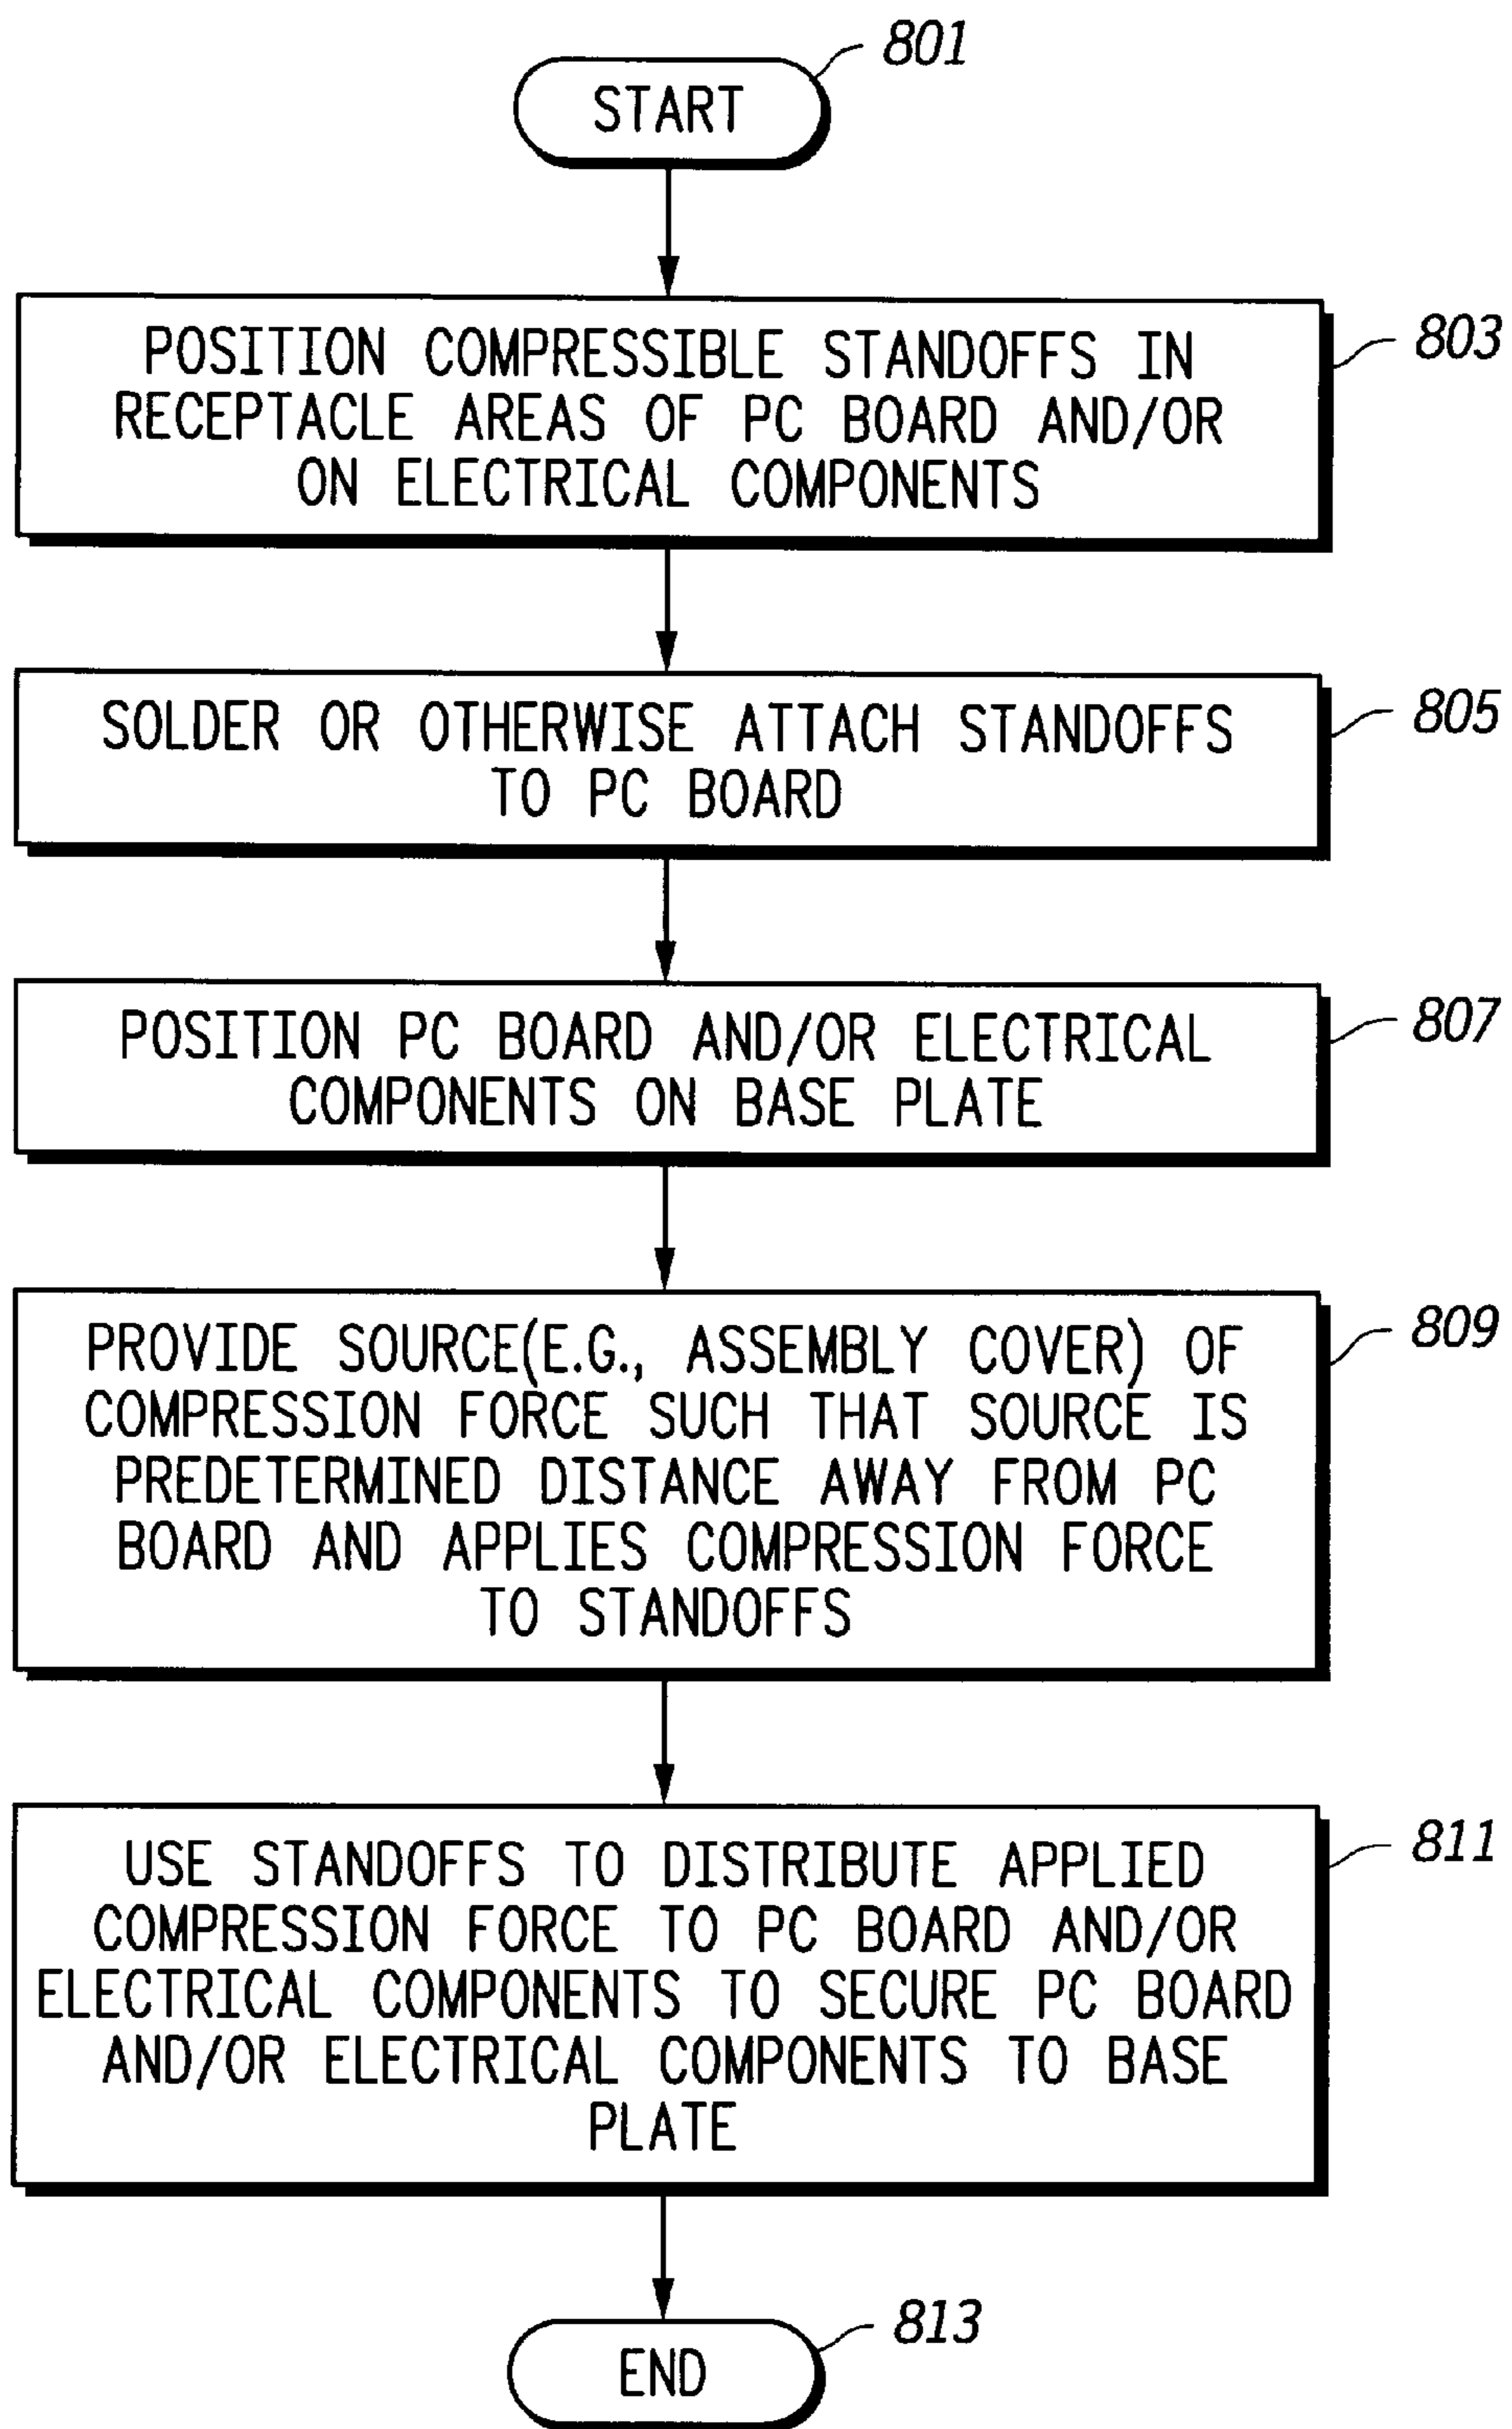 801
START
POSITION COMPRESSIBLE STANDOFFS IN
RECEPTACLE AREAS OF PC BOARD AND/OR
ON ELECTRICAL COMPONENTS
803
SOLDER OR OTHERWISE ATTACH STANDOFFS
TO PC BOARD
805
POSITION PC BOARD AND/OR ELECTRICAL
COMPONENTS ON BASE PLATE
807
PROVIDE SOURCE(E.G., ASSEMBLY COVER) OF
COMPRESSION FORCE SUCH THAT SOURCE IS
PREDETERMINED DISTANCE AWAY FROM PC
BOARD AND APPLIES COMPRESSION FORCE
TO STANDOFFS
809
USE STANDOFFS TO DISTRIBUTE APPLIED
COMPRESSION FORCE TO PC BOARD AND/OR
ELECTRICAL COMPONENTS TO SECURE PC BOARD
AND/OR ELECTRICAL COMPONENTS TO BASE
PLATE
811
813
END